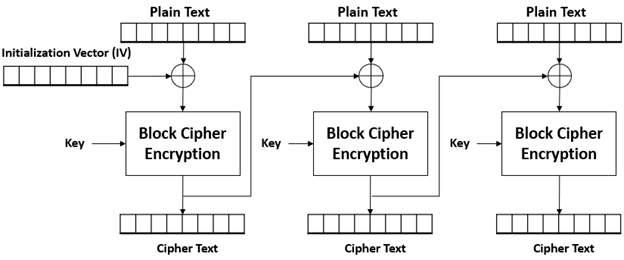 Plain Text
Plain Text
Plain Text
Initialization Vector (IV)
Key
Block Cipher
Encryption
Key
Block Cipher
Encryption
Key
Block Cipher
Encryption
Cipher Text
Cipher Text
Cipher Text